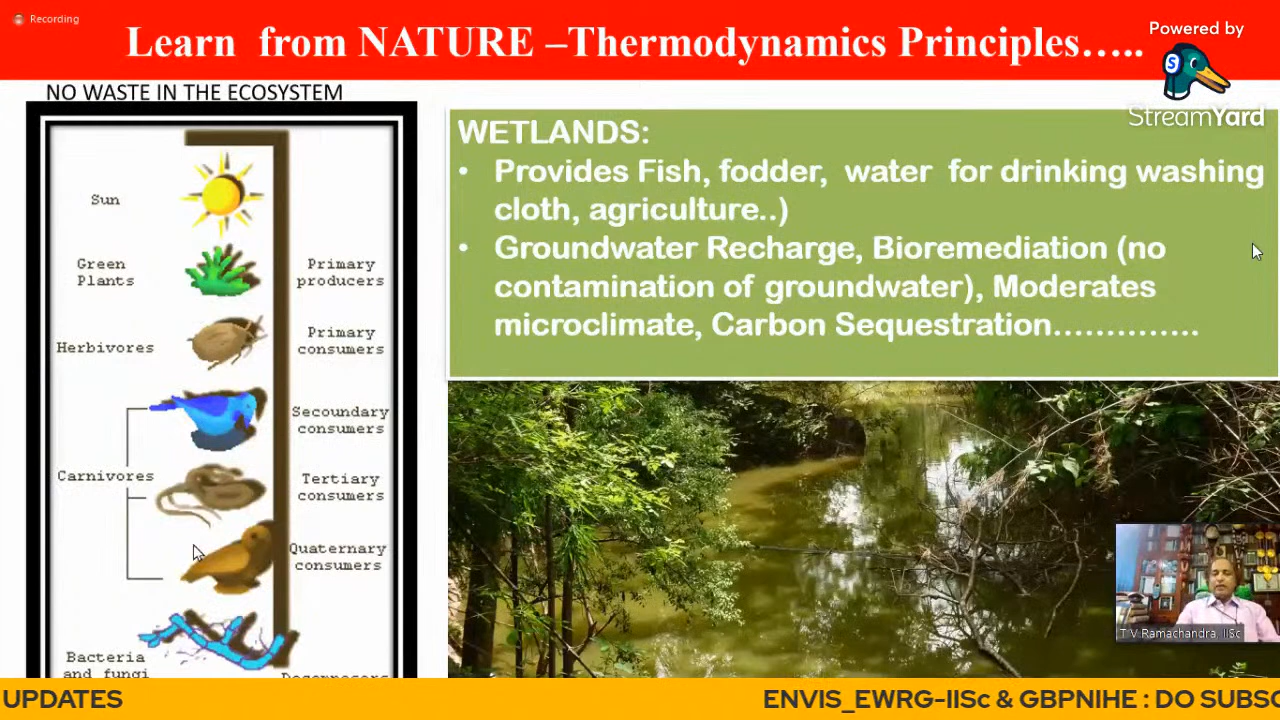 Recording
Learn from NATURE –Thermodynamics Principles…..
Powered by
StreamYard
NO WASTE IN THE ECOSYSTEM
Sun
Green
Plants
Primary
producers
Herbivores
Primary
consumers
Secoundary
consumers
Carnivores
Tertiary
consumers
Quaternary
consumers
Bacteria
and fungi
Decomposers
WETLANDS:
• Provides Fish, fodder, water for drinking washing
cloth, agriculture..)
• Groundwater Recharge, Bioremediation (no
contamination of groundwater), Moderates
microclimate, Carbon Sequestration…………..
T V Ramachandra, IISc
UPDATES
ENVIS_EWRG-IISc & GBPNIHE : DO SUBSC